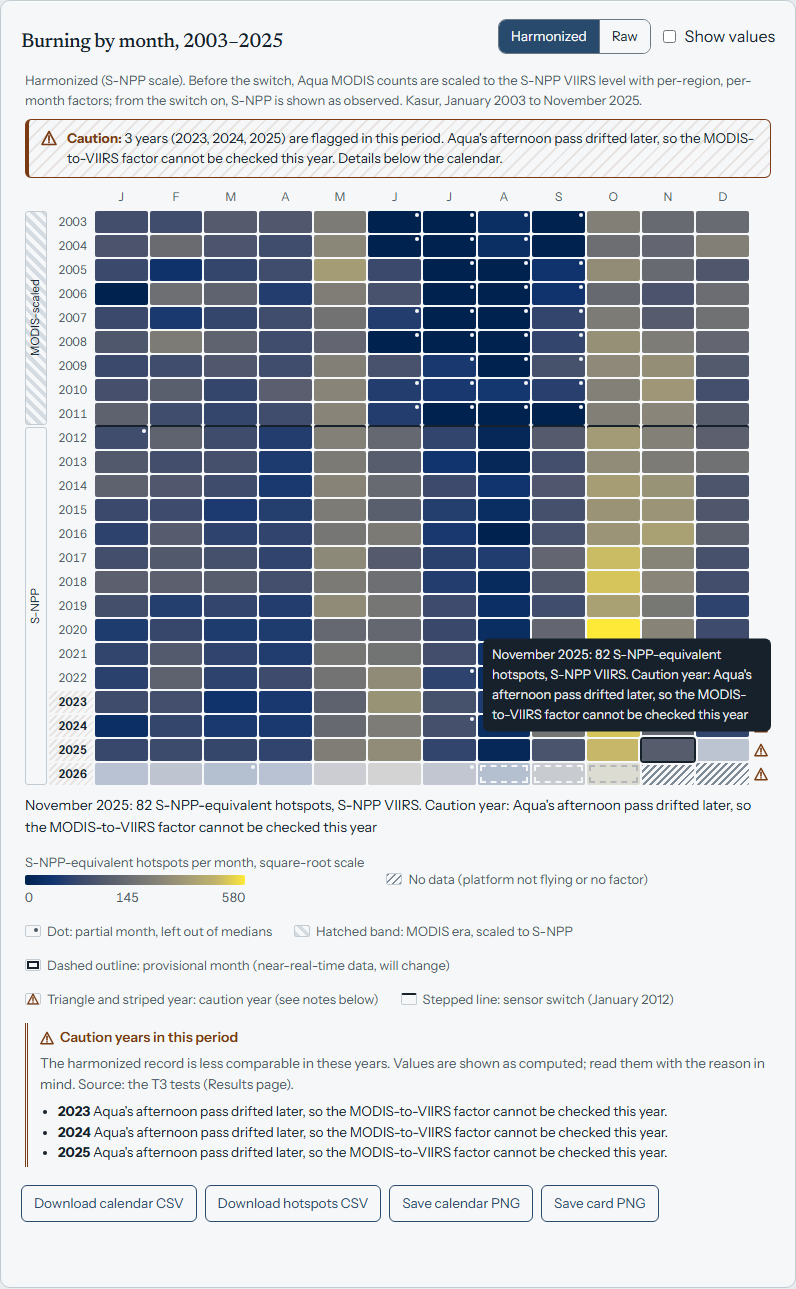 Burning by month, 2003–2025
Harmonized Raw Show values
Harmonized (S-NPP scale). Before the switch, Aqua MODIS counts are scaled to the S-NPP VIIRS level with per-region, per-
month factors; from the switch on, S-NPP is shown as observed. Kasur, January 2003 to November 2025.
Caution: 3 years (2023, 2024, 2025) are flagged in this period. Aqua's afternoon pass drifted later, so the MODIS-
to-VIIRS factor cannot be checked this year. Details below the calendar.
J F M A M J J A S O N D
MODIS-scaled
2003
2004
2005
2006
2007
2008
2009
2010
2011
S-NPP
2012
2013
2014
2015
2016
2017
2018
2019
2020
2021
2022
2023
2024
2025
2026
November 2025: 82 S-NPP-equivalent
hotspots, S-NPP VIIRS. Caution year: Aqua's
afternoon pass drifted later, so the MODIS-
to-VIIRS factor cannot be checked this year
November 2025: 82 S-NPP-equivalent hotspots, S-NPP VIIRS. Caution year: Aqua's afternoon pass drifted later, so
the MODIS-to-VIIRS factor cannot be checked this year
S-NPP-equivalent hotspots per month, square-root scale
0 145 580
No data (platform not flying or no factor)
Dot: partial month, left out of medians
Hatched band: MODIS era, scaled to S-NPP
Dashed outline: provisional month (near-real-time data, will change)
Triangle and striped year: caution year (see notes below)
Stepped line: sensor switch (January 2012)
Caution years in this period
The harmonized record is less comparable in these years. Values are shown as computed; read them with the reason in
mind. Source: the T3 tests (Results page).
• 2023 Aqua's afternoon pass drifted later, so the MODIS-to-VIIRS factor cannot be checked this year.
• 2024 Aqua's afternoon pass drifted later, so the MODIS-to-VIIRS factor cannot be checked this year.
• 2025 Aqua's afternoon pass drifted later, so the MODIS-to-VIIRS factor cannot be checked this year.
Download calendar CSV
Download hotspots CSV
Save calendar PNG
Save card PNG